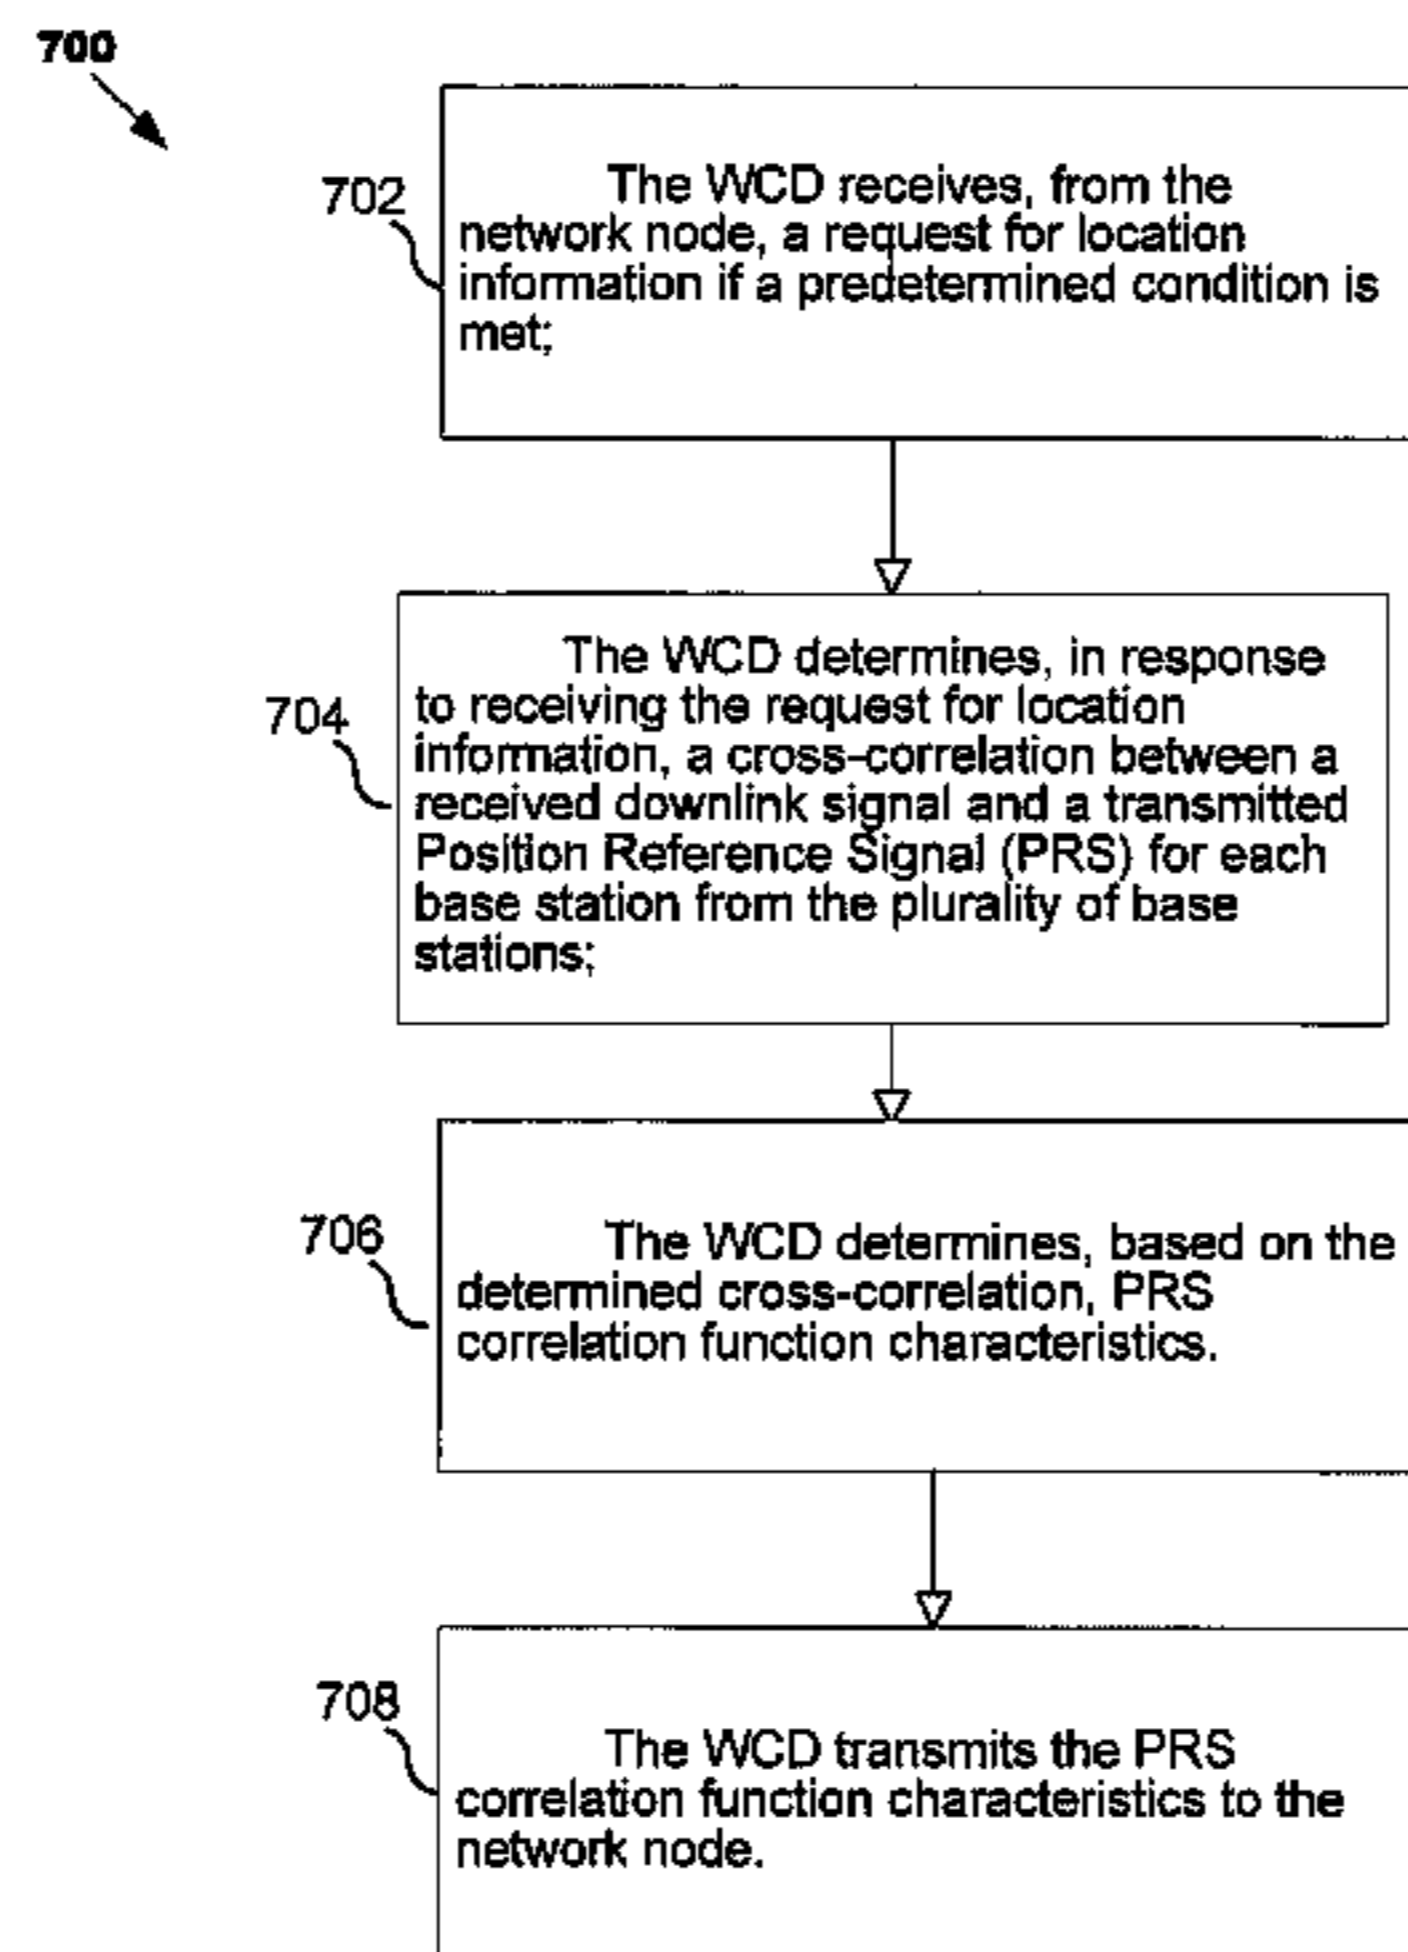 700
702
The WCD receives, from the
network node, a request for location
information if a predetermined condition is
met;
704
The WCD determines, in response
to receiving the request for location
information, a cross-correlation between a
received downlink signal and a transmitted
Position Reference Signal (PRS) for each
base station from the plurality of base
stations;
706
The WCD determines, based on the
determined cross-correlation, PRS
correlation function characteristics.
708
The WCD transmits the PRS
correlation function characteristics to the
network node.